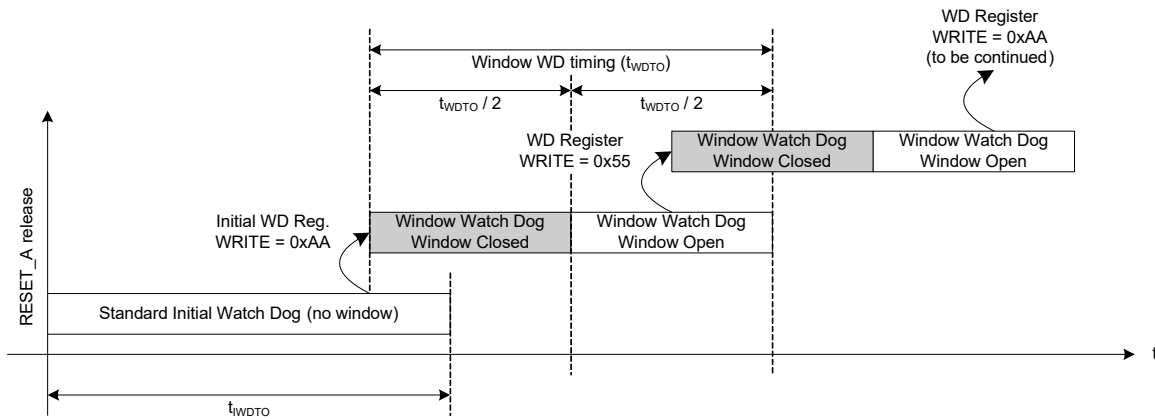 WD Register
WRITE = 0xAA
(to be continued)
Window WD timing (tWDTO)
tWDTO / 2
tWDTO / 2
WD Register
WRITE = 0x55
Window Watch Dog
Window Closed
Window Watch Dog
Window Open
Initial WD Reg.
WRITE = 0xAA
Window Watch Dog
Window Closed
Window Watch Dog
Window Open
RESET_A release
Standard Initial Watch Dog (no window)
t
tIWDTO